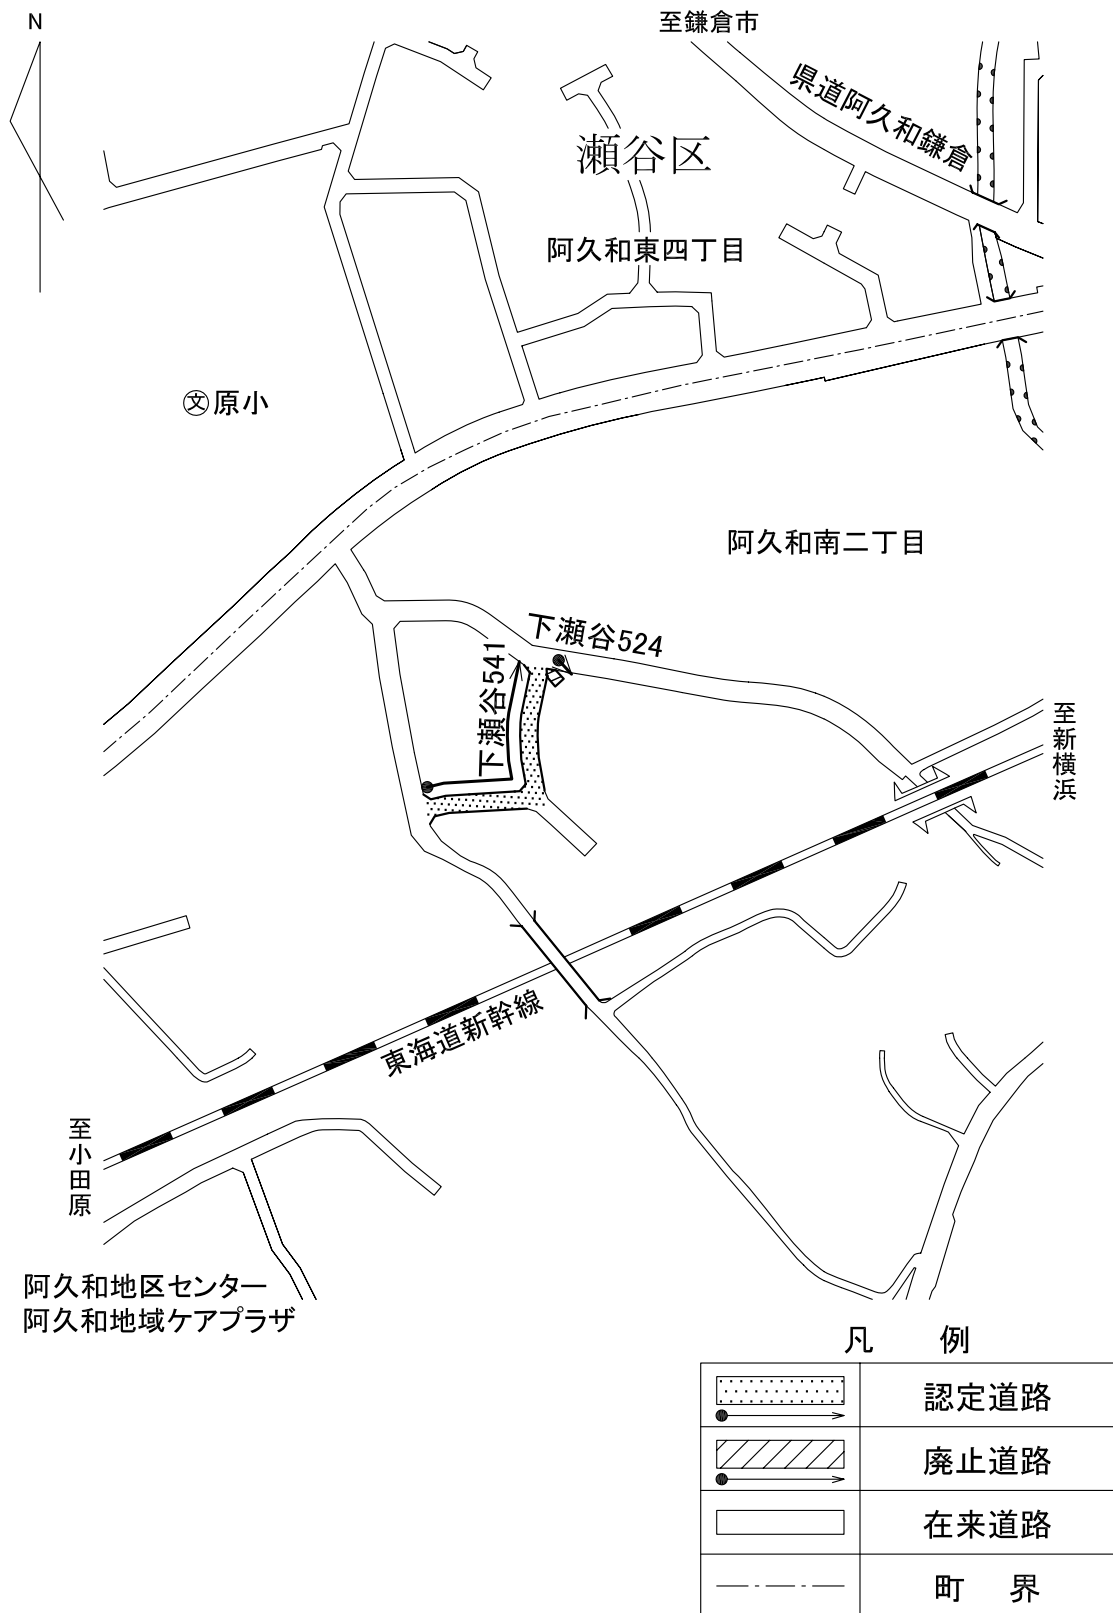 N
至鎌倉市
県道阿久和鎌倉
瀬谷区
阿久和東四丁目
文原小
阿久和南二丁目
下瀬谷524
下瀬谷541
至新横浜
東海道新幹線
至小田原
阿久和地区センター
阿久和地域ケアプラザ
凡 例
認定道路
廃止道路
在来道路
町 界